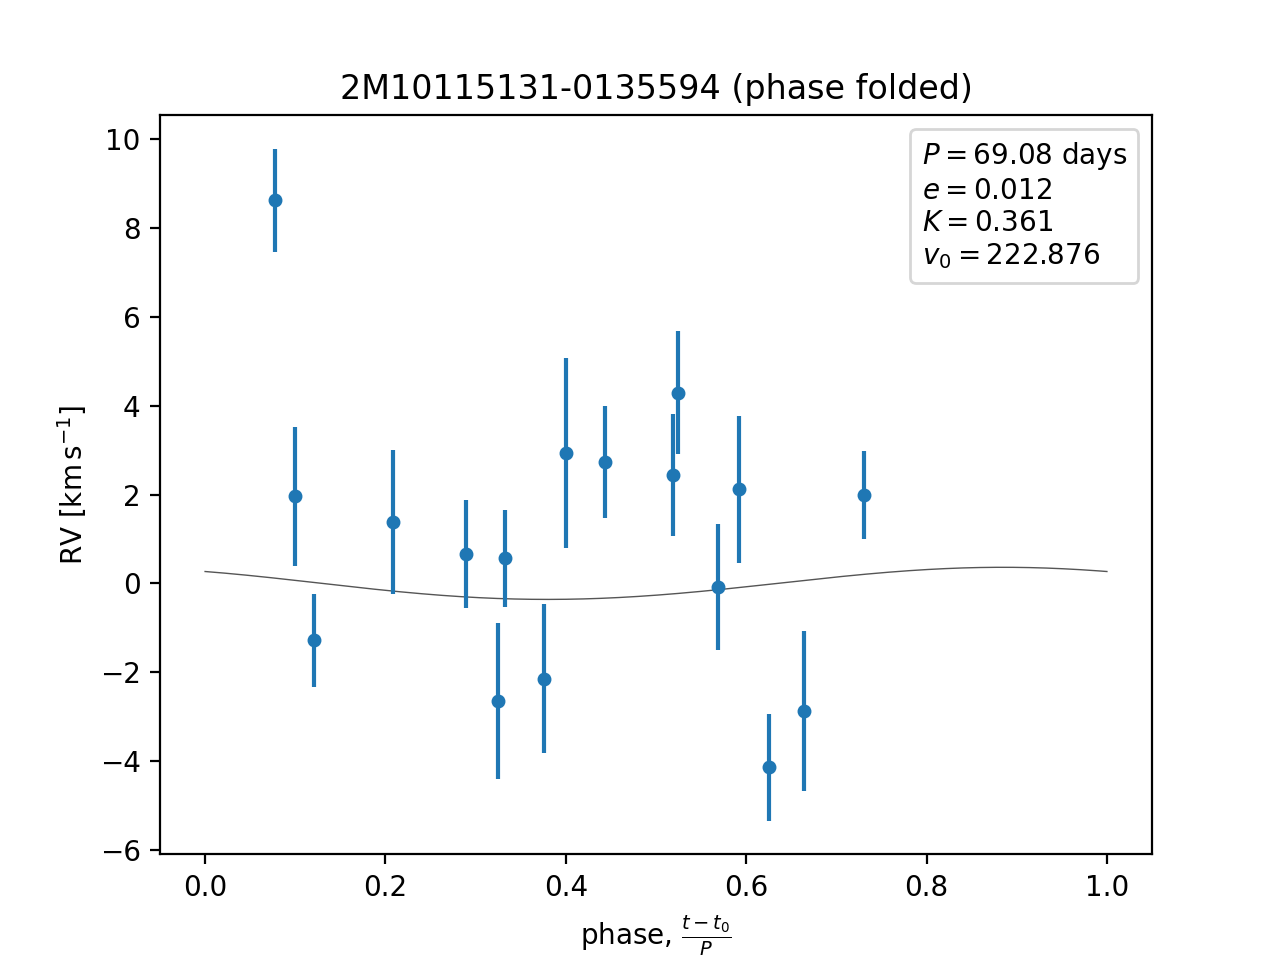 2M10115131-0135594 (phase folded)
P = 69.08 days
e = 0.012
K = 0.361
v₀ = 222.876
RV [km s⁻¹]
10
8
6
4
2
0
−2
−4
−6
0.0 0.2 0.4 0.6 0.8 1.0
phase, (t − t₀)/P